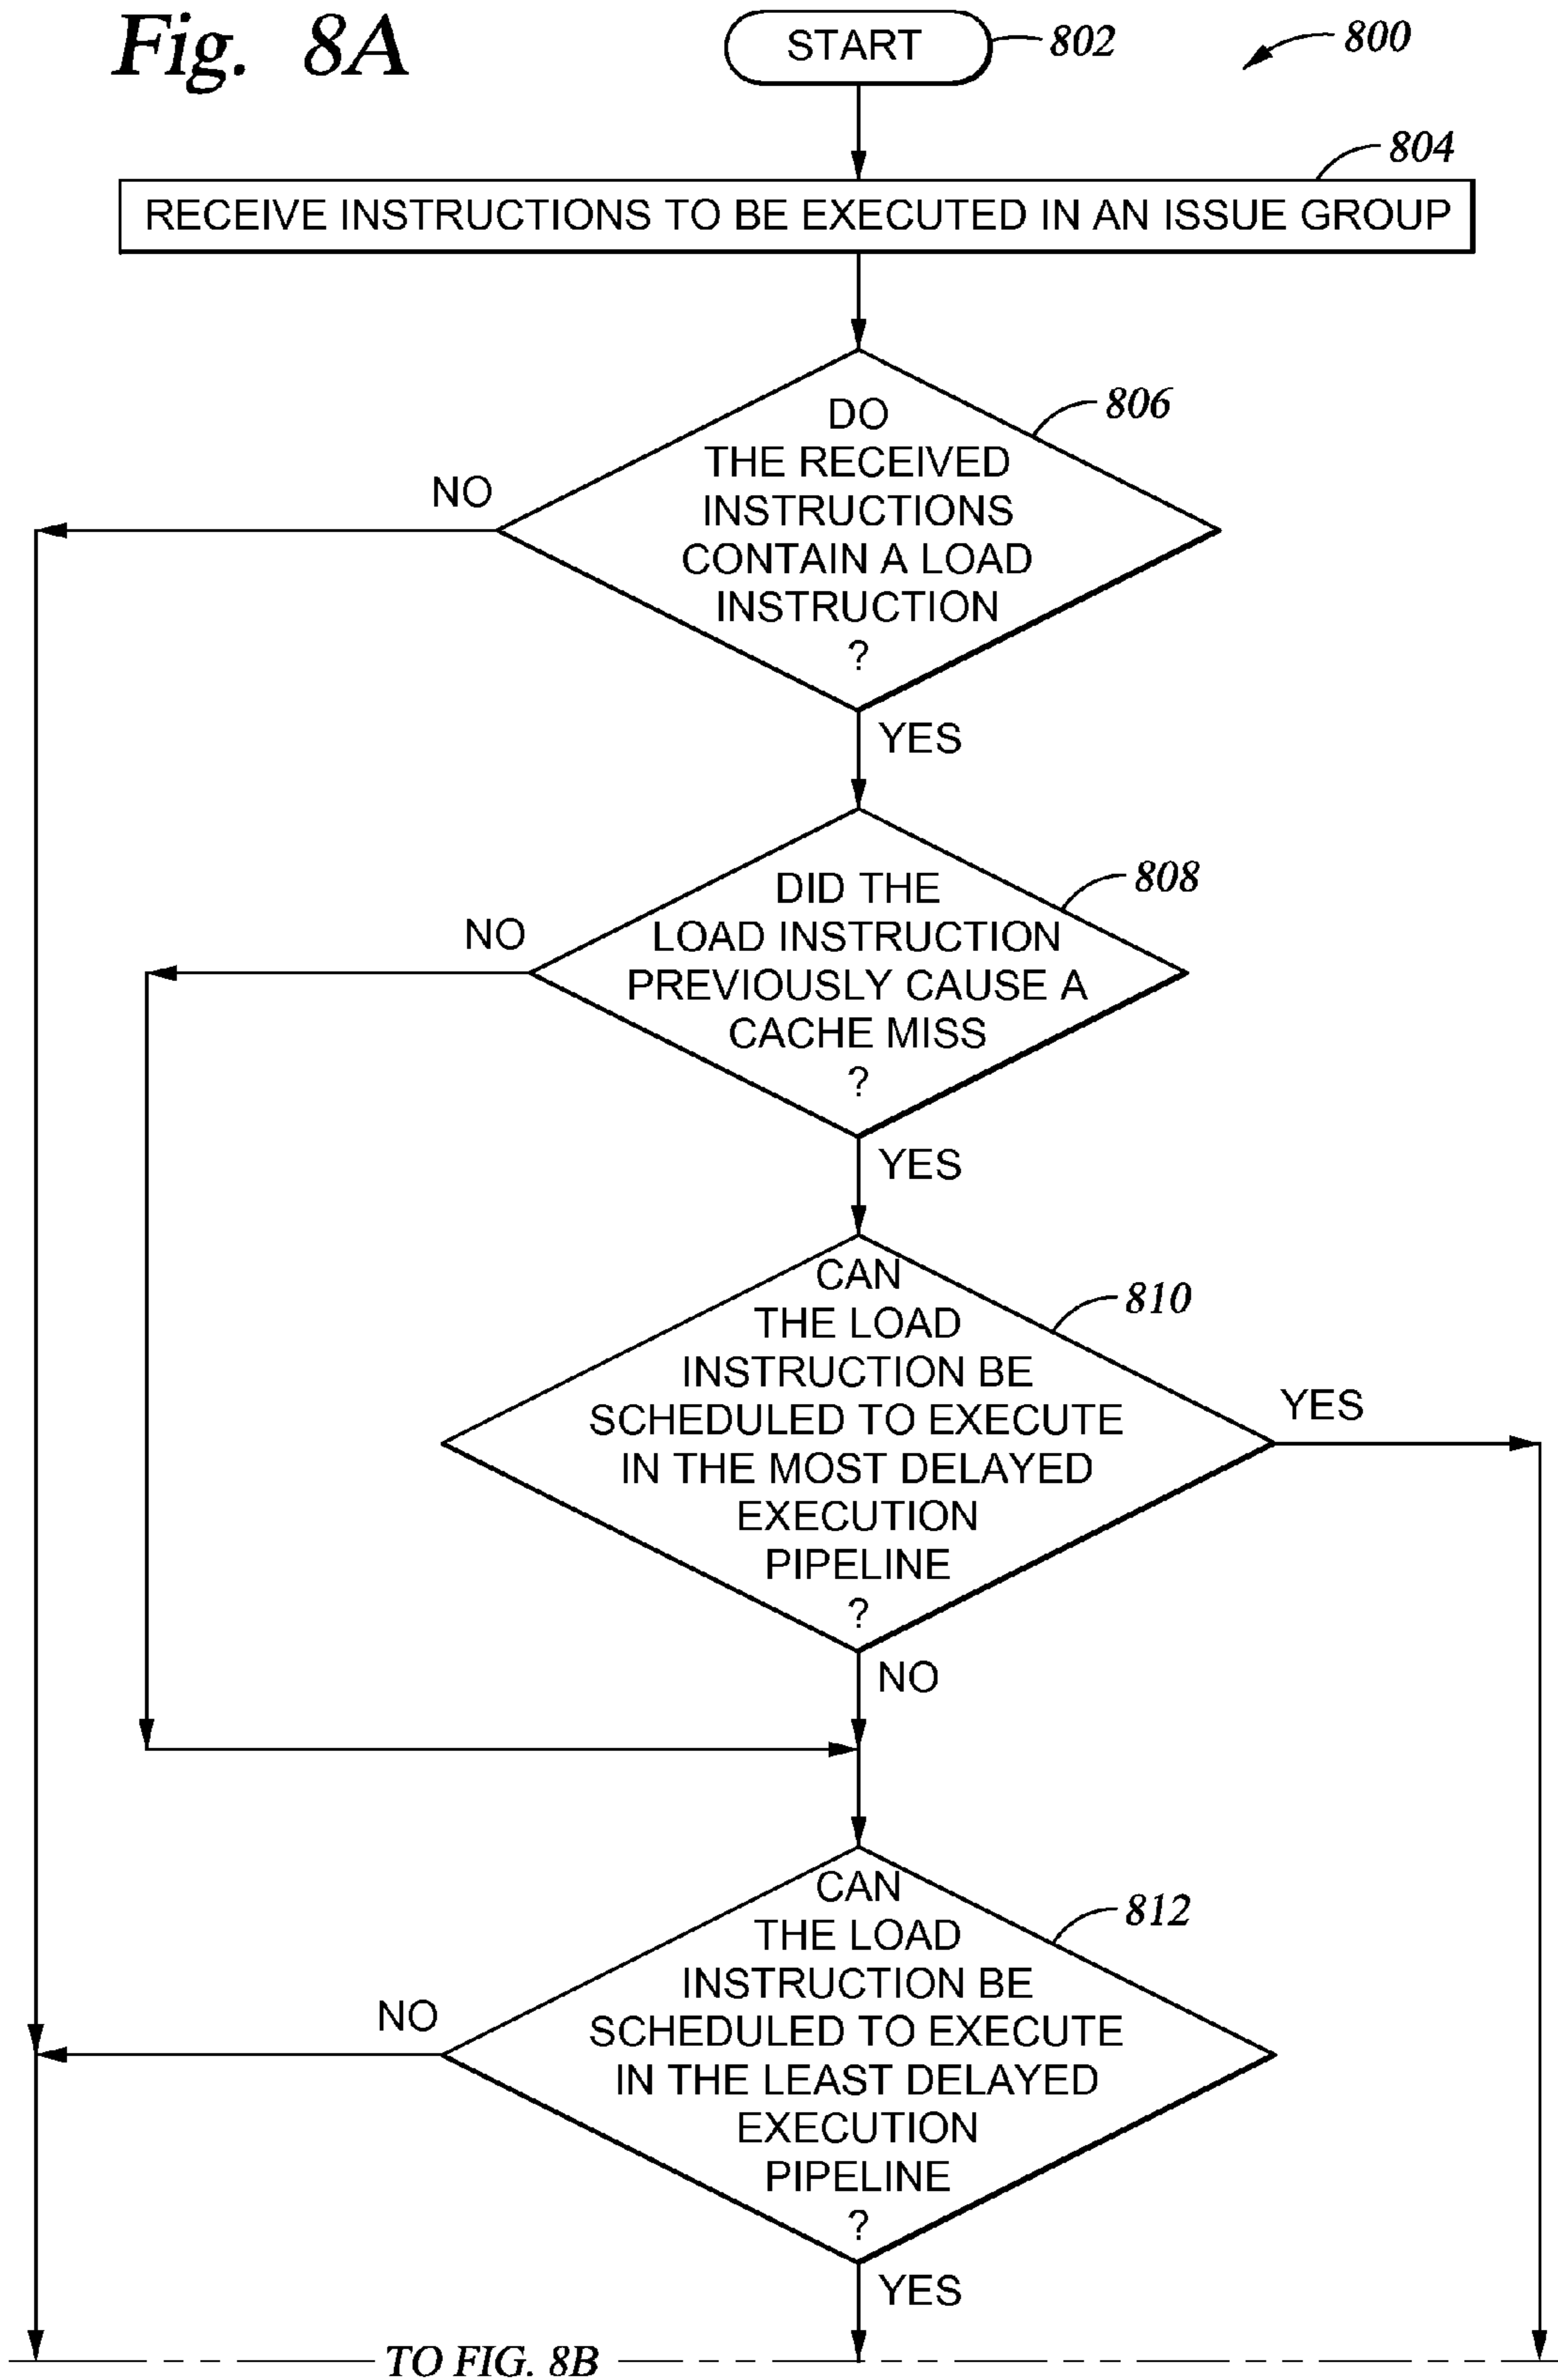 Fig. 8A
START
802
800
804
RECEIVE INSTRUCTIONS TO BE EXECUTED IN AN ISSUE GROUP
806
DO
THE RECEIVED
INSTRUCTIONS
CONTAIN A LOAD
INSTRUCTION
?
NO
YES
808
DID THE
LOAD INSTRUCTION
PREVIOUSLY CAUSE A
CACHE MISS
?
NO
YES
810
CAN
THE LOAD
INSTRUCTION BE
SCHEDULED TO EXECUTE
IN THE MOST DELAYED
EXECUTION
PIPELINE
?
YES
NO
812
CAN
THE LOAD
INSTRUCTION BE
SCHEDULED TO EXECUTE
IN THE LEAST DELAYED
EXECUTION
PIPELINE
?
NO
YES
TO FIG. 8B